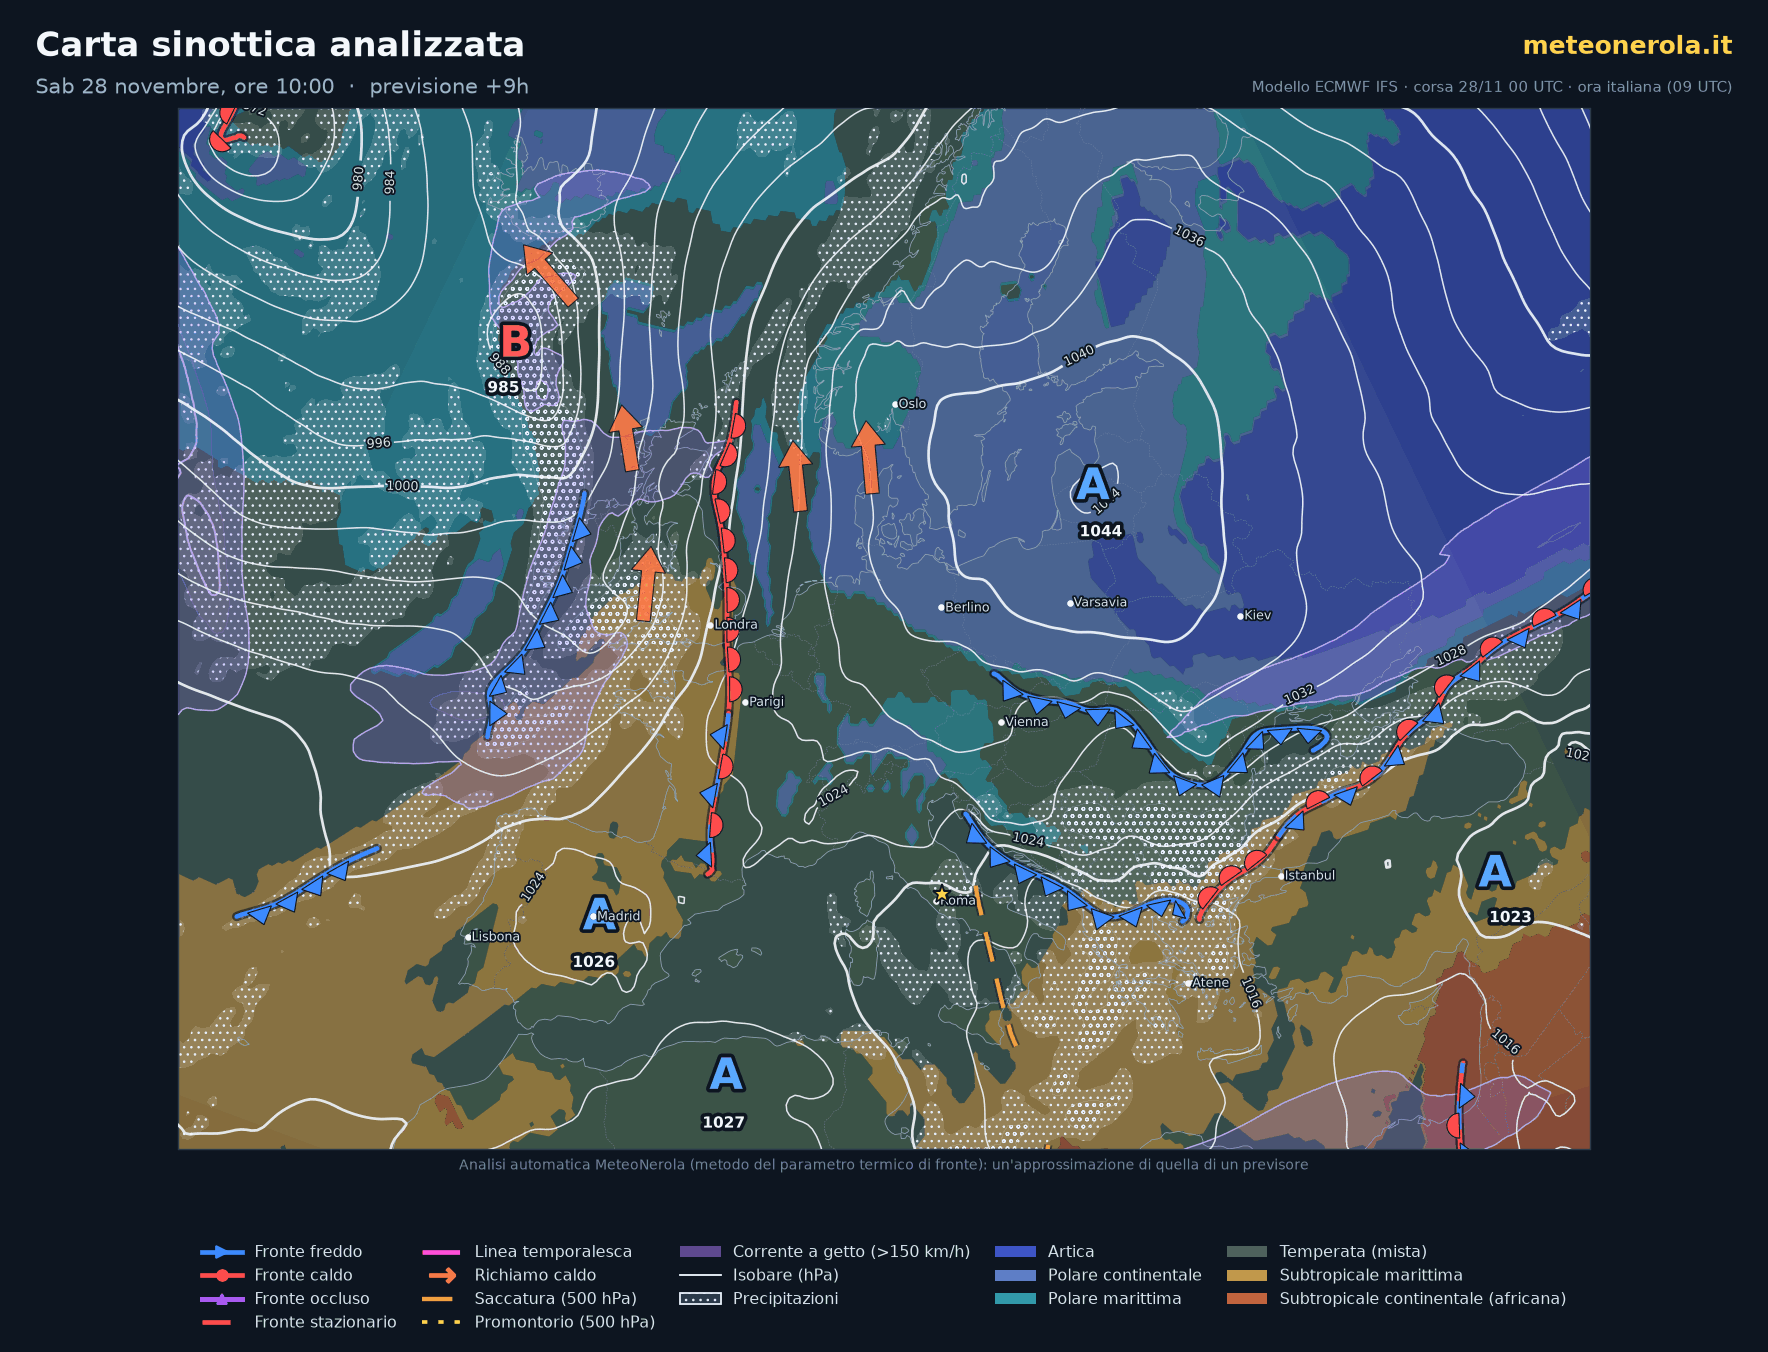 Carta sinottica analizzata
meteonerola.it
Sab 28 novembre, ore 10:00 · previsione +9h
Modello ECMWF IFS · corsa 28/11 00 UTC · ora italiana (09 UTC)
980
984
1036
B
988
985
1040
Oslo
996
1000
A
1044
Berlino
Varsavia
Kiev
Londra
1028
1032
Parigi
Vienna
1024
1024
Istanbul
A
1023
1024
A
Madrid
Roma
Lisbona
1026
Atene
1016
1016
A
1027
Analisi automatica MeteoNerola (metodo del parametro termico di fronte): un'approssimazione di quella di un previsore
Fronte freddo
Fronte caldo
Fronte occluso
Fronte stazionario
Linea temporalesca
Richiamo caldo
Saccatura (500 hPa)
Promontorio (500 hPa)
Corrente a getto (>150 km/h)
Isobare (hPa)
Precipitazioni
Artica
Polare continentale
Polare marittima
Temperata (mista)
Subtropicale marittima
Subtropicale continentale (africana)